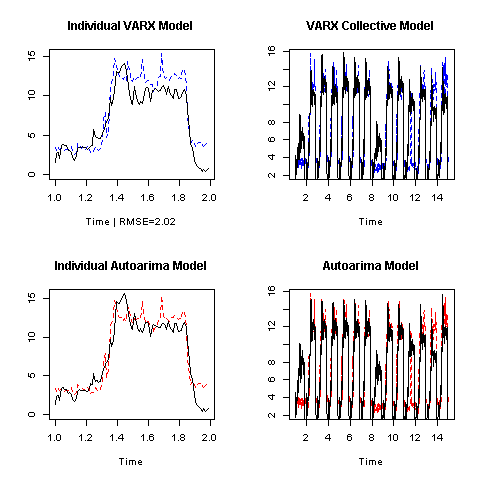 Individual VARX Model
VARX Collective Model
15
10
5
0
1.0 1.2 1.4 1.6 1.8 2.0
Time | RMSE=2.02
16
12
8
6
4
2
2 4 6 8 10 12 14
Time
Individual Autoarima Model
Autoarima Model
15
10
5
0
1.0 1.2 1.4 1.6 1.8 2.0
Time
16
12
8
6
4
2
2 4 6 8 10 12 14
Time